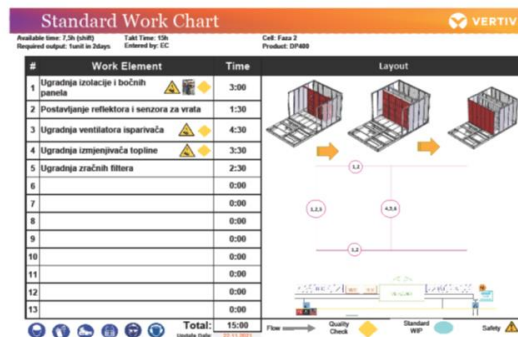 Standard Work Chart
VERTIV
Available time: 7,5h (shift) Takt Time: 15h Cell: Faza 2
Required output: 1unit in 2days Entered by: EC Product: DP400
# Work Element Time Layout
1 Ugradnja izolacije i bočnih panela 3:00
2 Postavljanje reflektora i senzora za vrata 1:30
3 Ugradnja ventilatora isparivača 4:30
4 Ugradnja izmjenjivača topline 3:30
5 Ugradnja zračnih filtera 2:30
6 0:00
7 0:00
8 0:00
9 0:00
10 0:00
11 0:00
12 0:00
13 0:00
1,2
1,2,3
1,2
Total: 15:00
Update Date:
Flow Quality Check Standard WIP Safety